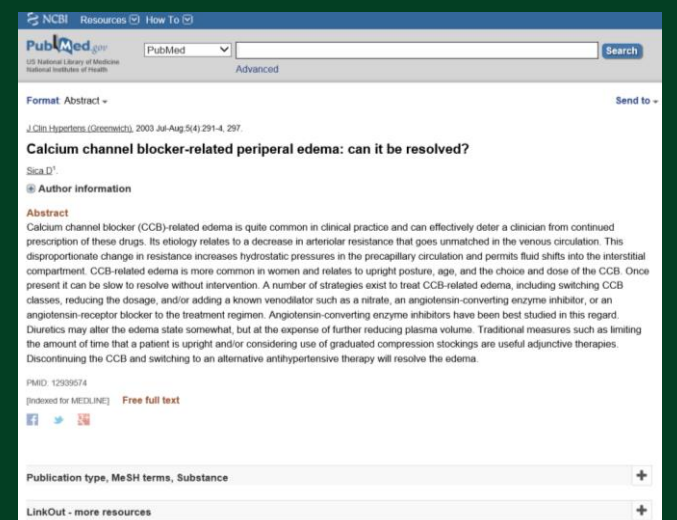 NCBI Resources How To
PubMed.gov
US National Library of Medicine
National Institutes of Health
PubMed
Search
Advanced
Format: Abstract
Send to
J Clin Hypertens (Greenwich). 2003 Jul-Aug;5(4):291-4, 297.
Calcium channel blocker-related periperal edema: can it be resolved?
Sica D1.
Author information
Abstract
Calcium channel blocker (CCB)-related edema is quite common in clinical practice and can effectively deter a clinician from continued
prescription of these drugs. Its etiology relates to a decrease in arteriolar resistance that goes unmatched in the venous circulation. This
disproportionate change in resistance increases hydrostatic pressures in the precapillary circulation and permits fluid shifts into the interstitial
compartment. CCB-related edema is more common in women and relates to upright posture, age, and the choice and dose of the CCB. Once
present it can be slow to resolve without intervention. A number of strategies exist to treat CCB-related edema, including switching CCB
classes, reducing the dosage, and/or adding a known venodilator such as a nitrate, an angiotensin-converting enzyme inhibitor, or an
angiotensin-receptor blocker to the treatment regimen. Angiotensin-converting enzyme inhibitors have been best studied in this regard.
Diuretics may alter the edema state somewhat, but at the expense of further reducing plasma volume. Traditional measures such as limiting
the amount of time that a patient is upright and/or considering use of graduated compression stockings are useful adjunctive therapies.
Discontinuing the CCB and switching to an alternative antihypertensive therapy will resolve the edema.
PMID: 12939574
[Indexed for MEDLINE] Free full text
Publication type, MeSH terms, Substance
LinkOut - more resources